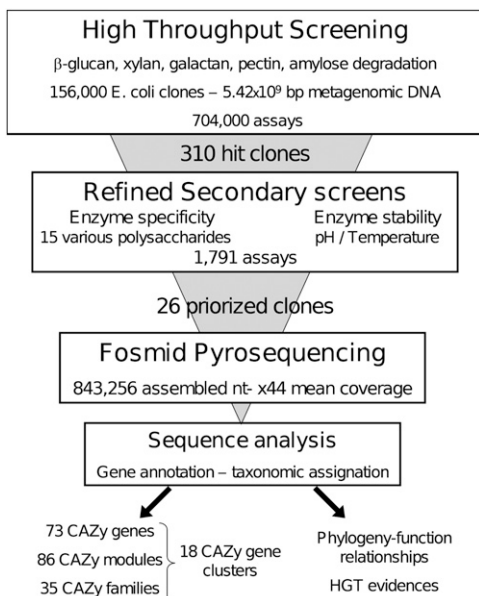 High Throughput Screening
β-glucan, xylan, galactan, pectin, amylose degradation
156,000 E. coli clones – 5.42x10⁹ bp metagenomic DNA
704,000 assays
310 hit clones
Refined Secondary screens
Enzyme specificity
15 various polysaccharides
Enzyme stability
pH / Temperature
1,791 assays
26 priorized clones
Fosmid Pyrosequencing
843,256 assembled nt- x44 mean coverage
Sequence analysis
Gene annotation – taxonomic assignation
73 CAZy genes
86 CAZy modules
35 CAZy families
18 CAZy gene
clusters
Phylogeny-function
relationships
HGT evidences